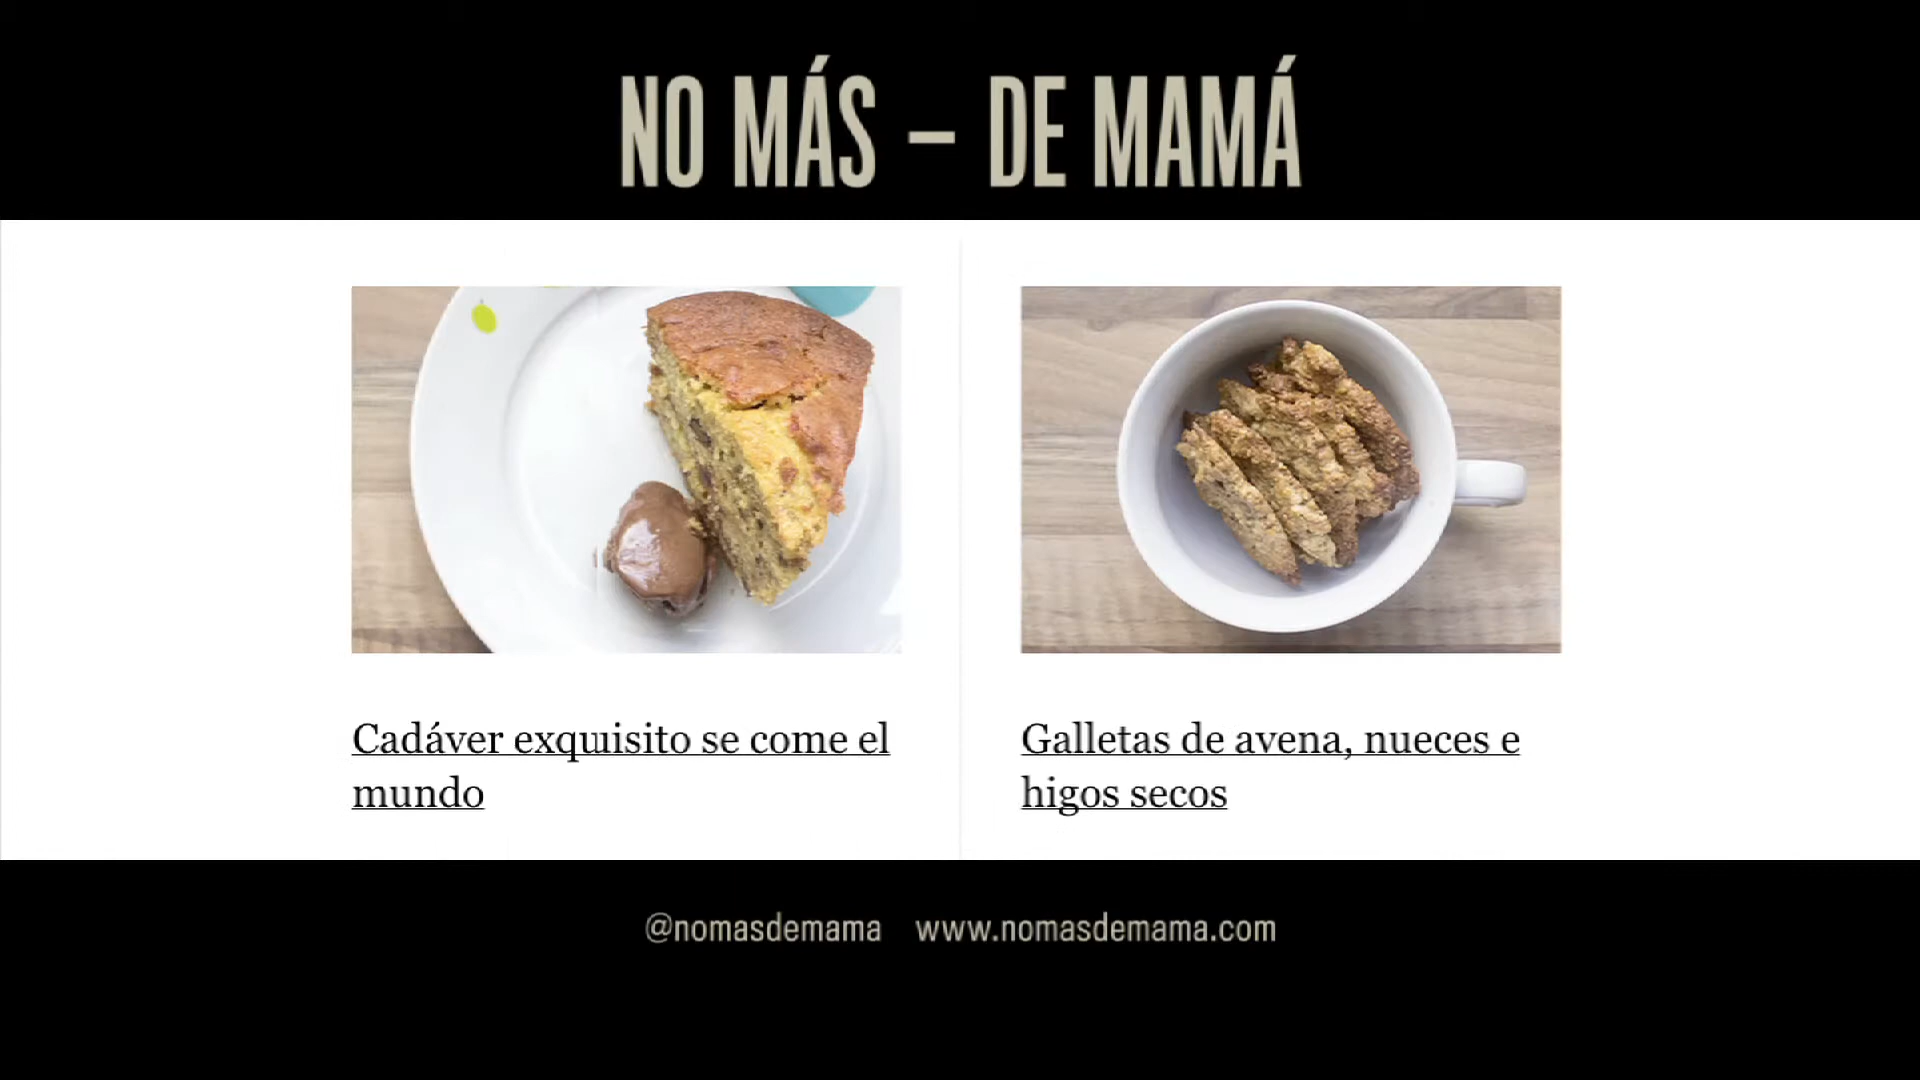 NO MÁS – DE MAMÁ
Cadáver exquisito se come el
mundo
Galletas de avena, nueces e
higos secos
@nomasdemama www.nomasdemama.com